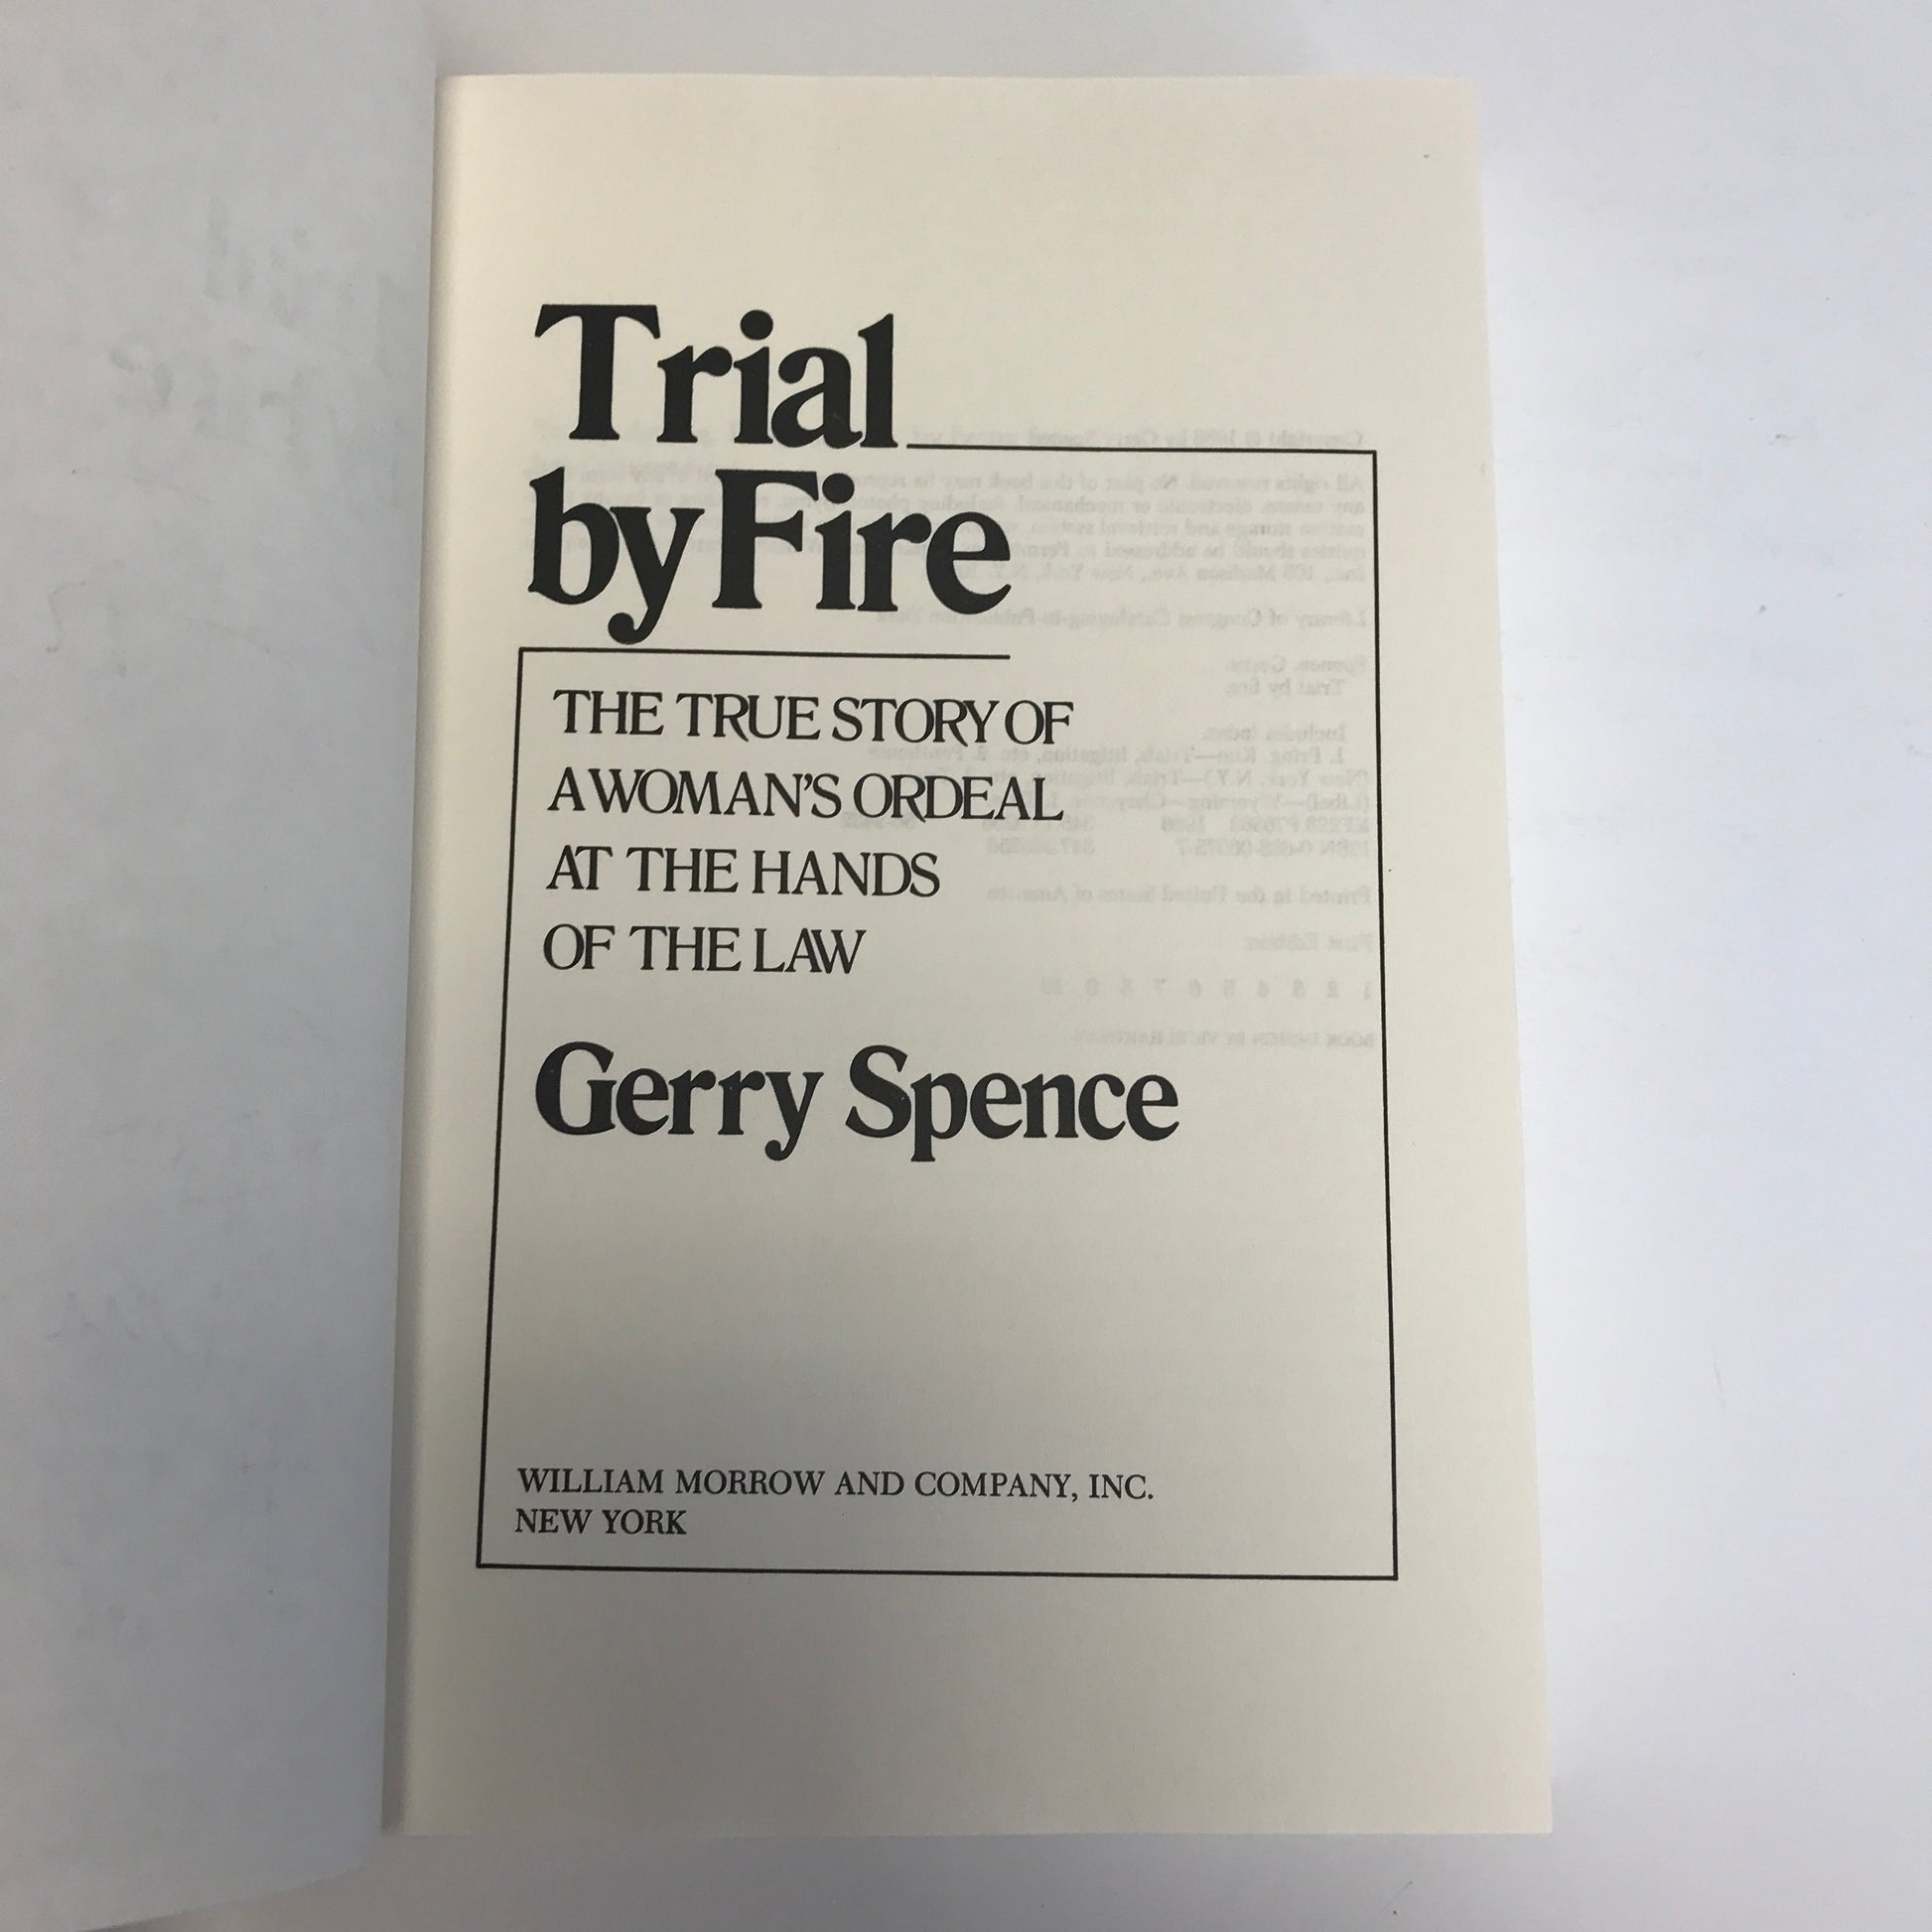 Trial
by Fire
THE TRUE STORY OF
A WOMAN'S ORDEAL
AT THE HANDS
OF THE LAW
Gerry Spence
WILLIAM MORROW AND COMPANY, INC.
NEW YORK